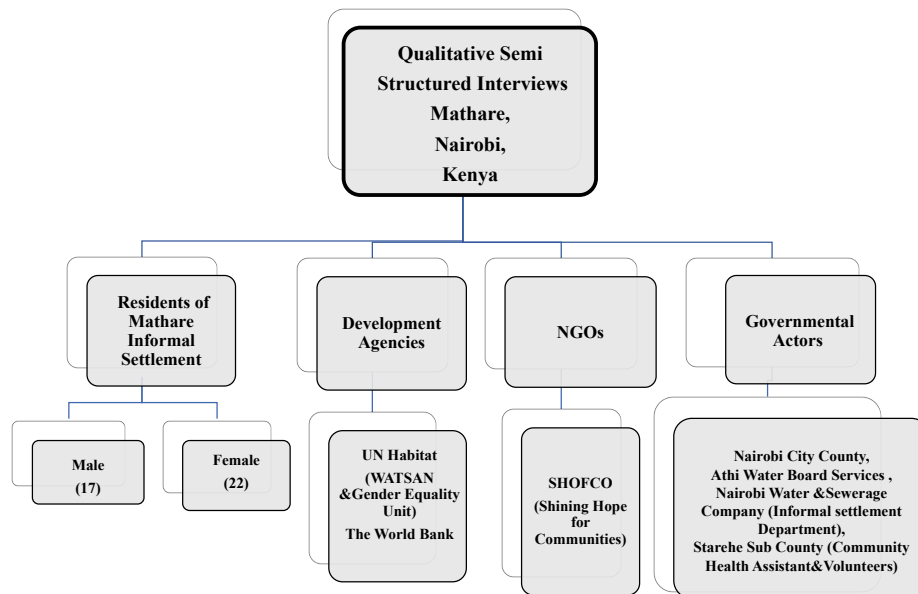 Qualitative Semi
Structured Interviews
Mathare,
Nairobi,
Kenya
Residents of
Mathare
Informal
Settlement
Development
Agencies
NGOs
Governmental
Actors
Male
(17)
Female
(22)
UN Habitat
(WATSAN
&Gender Equality
Unit)
The World Bank
SHOFCO
(Shining Hope
for
Communities)
Nairobi City County,
Athi Water Board Services ,
Nairobi Water &Sewerage
Company (Informal settlement
Department),
Starehe Sub County (Community
Health Assistant&Volunteers)